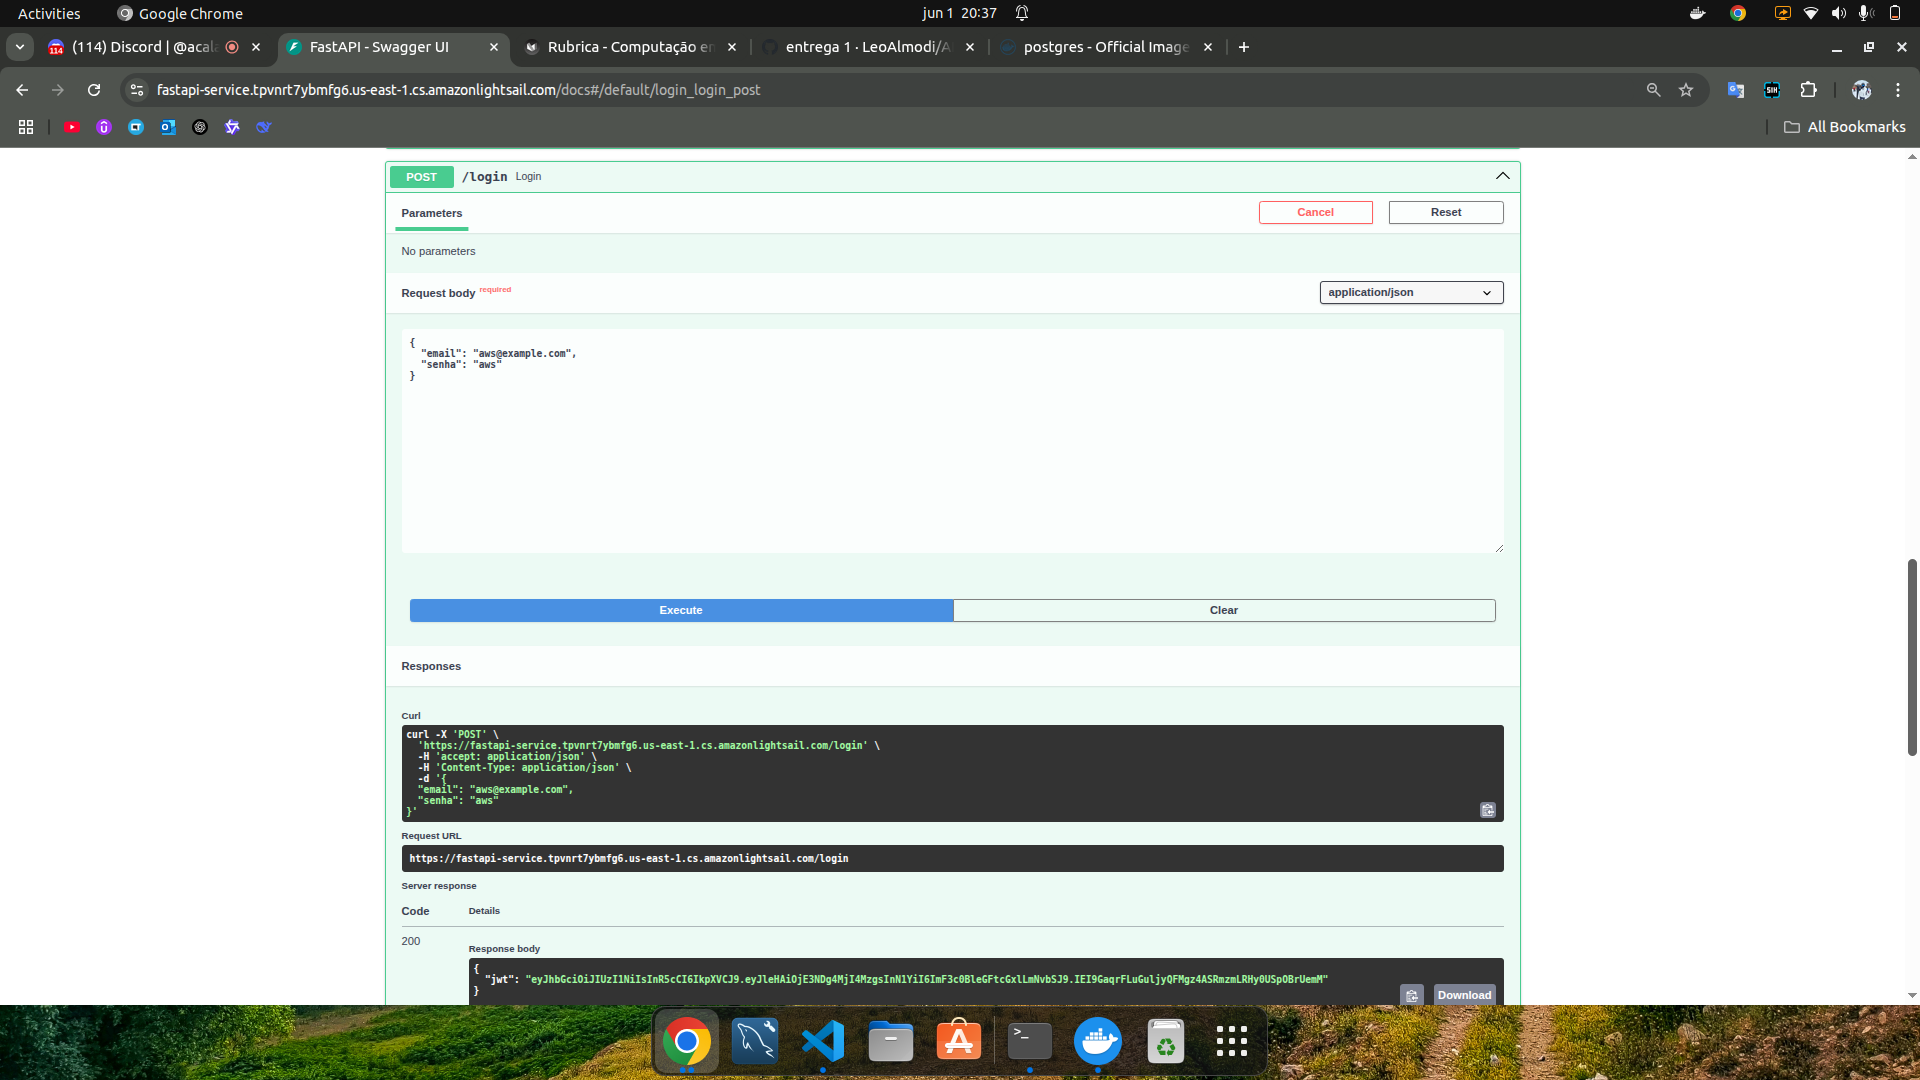 Activities
Google Chrome
jun 1 20:37
(114) Discord | @acala
FastAPI - Swagger UI
Rubrica - Computação en
entrega 1 · LeoAlmodi/A
postgres - Official Image
fastapi-service.tpvnrt7ybmfg6.us-east-1.cs.amazonlightsail.com/docs#/default/login_login_post
All Bookmarks
POST /login Login
Parameters
Cancel
Reset
No parameters
Request body required
application/json
{
"email": "aws@example.com",
"senha": "aws"
}
Execute
Clear
Responses
Curl
curl -X 'POST' \
'https://fastapi-service.tpvnrt7ybmfg6.us-east-1.cs.amazonlightsail.com/login' \
-H 'accept: application/json' \
-H 'Content-Type: application/json' \
-d '{
"email": "aws@example.com",
"senha": "aws"
}'
Request URL
https://fastapi-service.tpvnrt7ybmfg6.us-east-1.cs.amazonlightsail.com/login
Server response
Code
Details
200
Response body
{
"jwt": "eyJhbGciOiJIUzI1NiIsInR5cCI6IkpXVCJ9.eyJleHAiOjE3NDg4MjI4MzgsInN1YiI6ImF3c0BleGFtcGxlLmNvbSJ9.IEI9GaqrFLuGuljyQFMgz4ASRmzmLRHy0USpOBrUemM"
}
Download